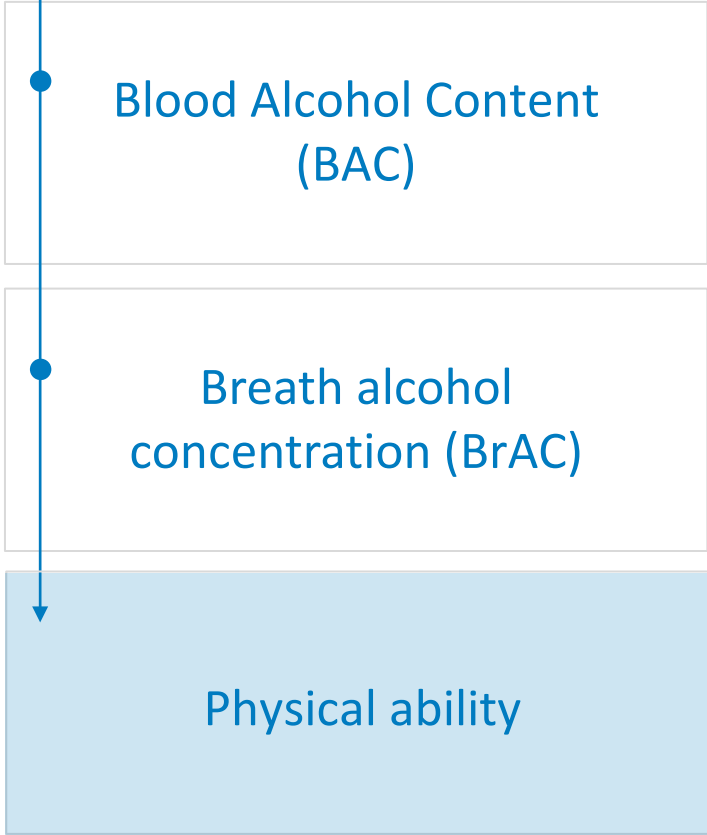 Blood Alcohol Content
(BAC)
Breath alcohol
concentration (BrAC)
Physical ability